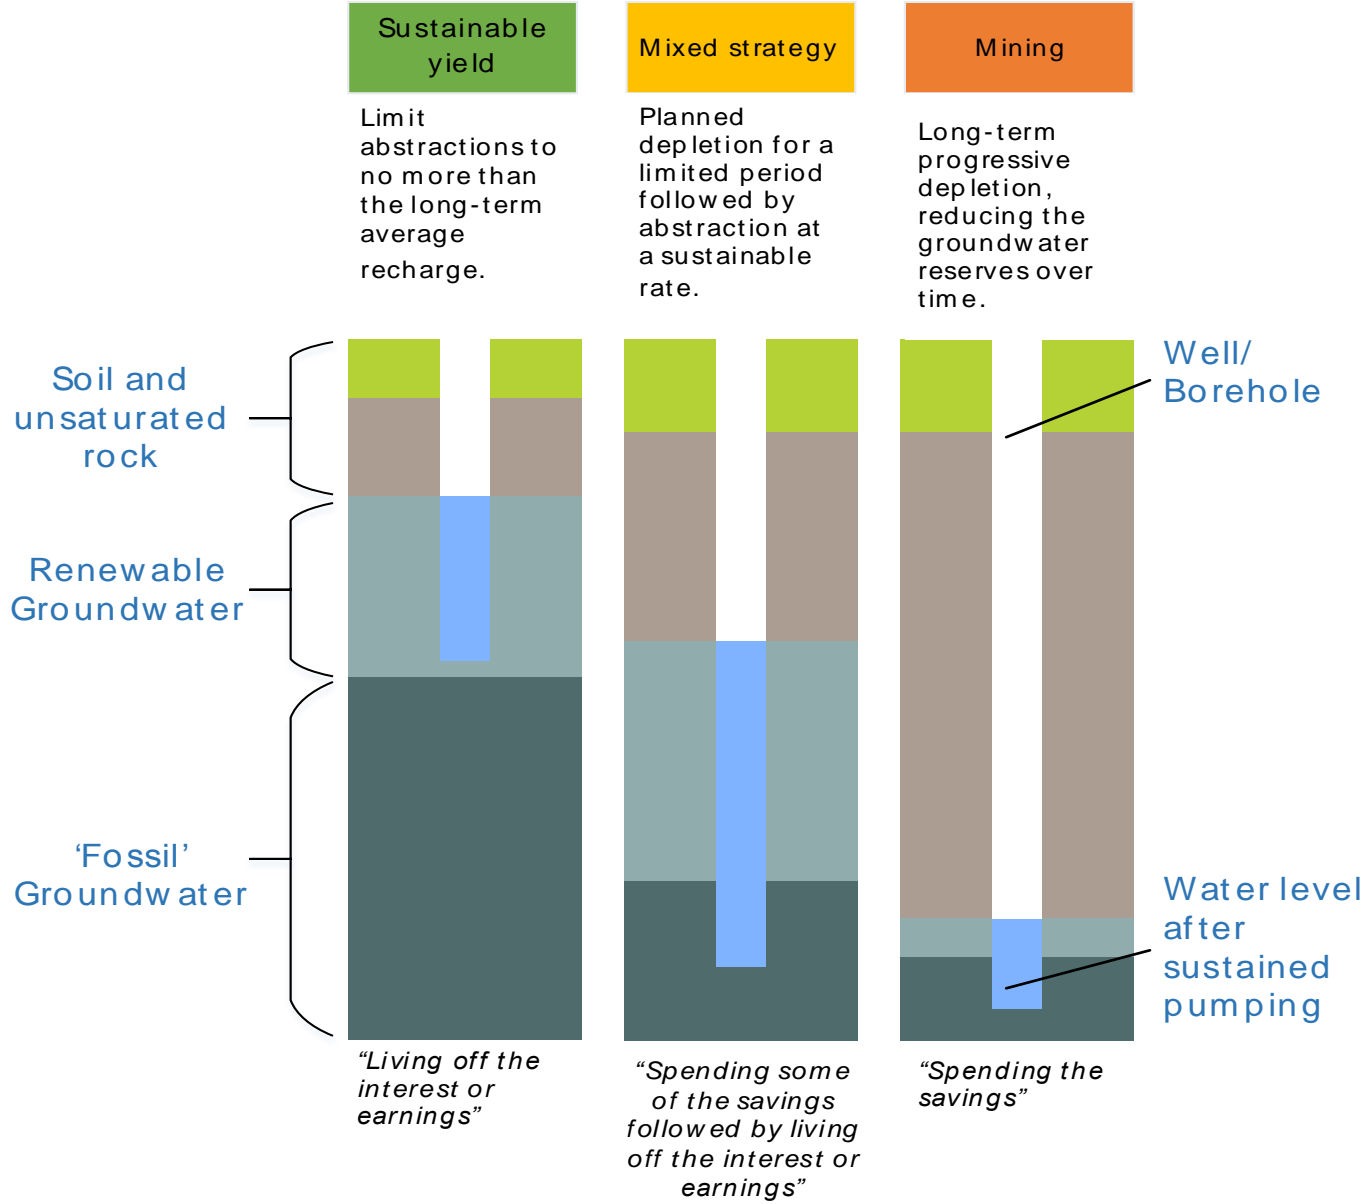 Sustainable
yield
Mixed strategy
Mining
Limit
abstractions to
no more than
the long-term
average
recharge.
Planned
depletion for a
limited period
followed by
abstraction at
a sustainable
rate.
Long-term
progressive
depletion,
reducing the
groundwater
reserves over
time.
Soil and
unsaturated
rock
Renewable
Groundwater
‘Fossil’
Groundwater
Well/
Borehole
Water level
after
sustained
pumping
“Living off the
interest or
earnings”
“Spending some
of the savings
followed by living
off the interest or
earnings”
“Spending the
savings”